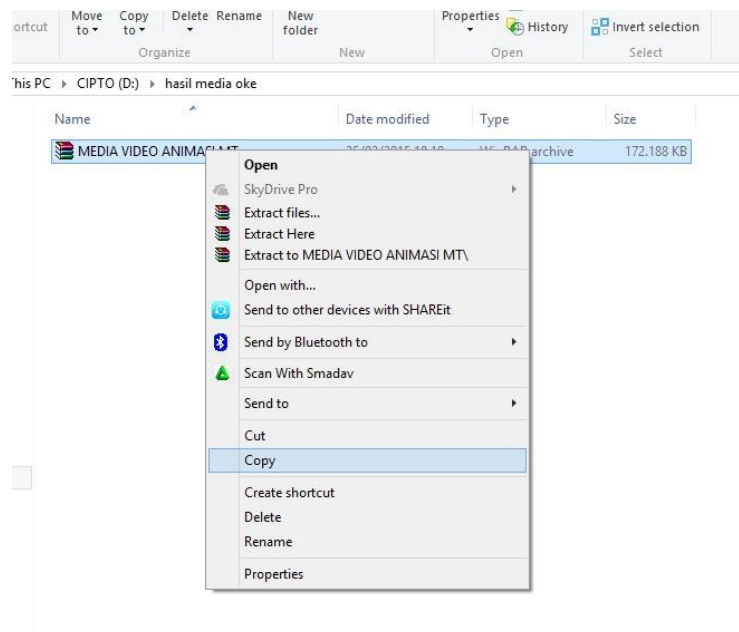 ortcut
Move to
Copy to
Delete
Rename
New folder
Properties
History
Invert selection
Organize
New
Open
Select
his PC ▸ CIPTO (D:) ▸ hasil media oke
Name Date modified Type Size
MEDIA VIDEO ANIMASI MT archive 172.188 KB
Open
SkyDrive Pro
Extract files...
Extract Here
Extract to MEDIA VIDEO ANIMASI MT\
Open with...
Send to other devices with SHAREit
Send by Bluetooth to
Scan With Smadav
Send to
Cut
Copy
Create shortcut
Delete
Rename
Properties